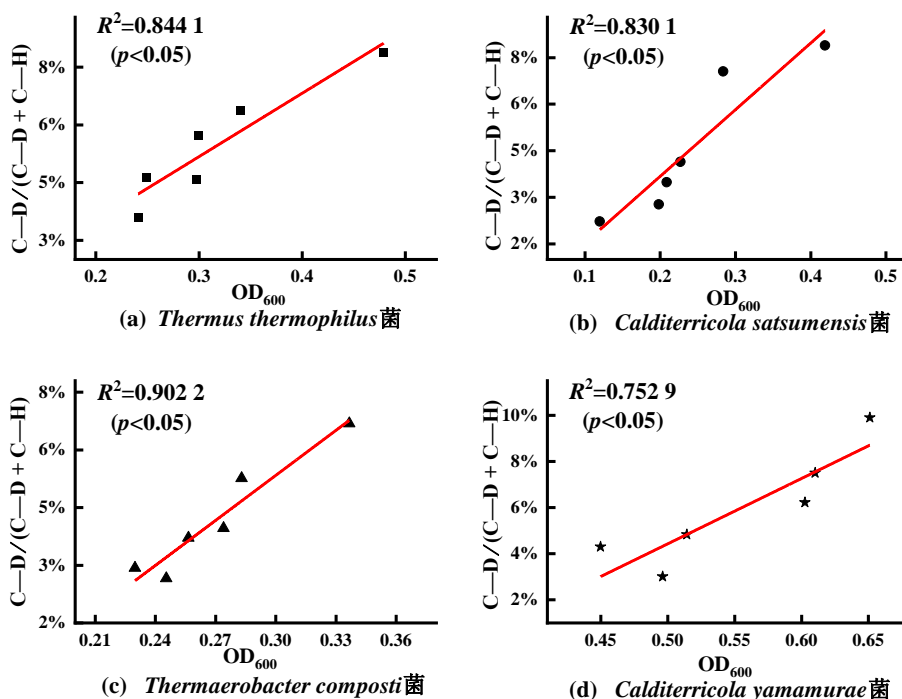 R²=0.844 1
(p<0.05)
C—D/(C—D + C—H)
8%
6%
5%
3%
0.2
0.3
0.4
0.5
OD₆₀₀
(a) Thermus thermophilus菌
R²=0.830 1
(p<0.05)
C—D/(C—D + C—H)
8%
6%
5%
3%
2%
0.1
0.2
0.3
0.4
0.5
OD₆₀₀
(b) Calditerricola satsumensis菌
R²=0.902 2
(p<0.05)
C—D/(C—D + C—H)
8%
6%
5%
3%
2%
0.21
0.24
0.27
0.30
0.33
0.36
OD₆₀₀
(c) Thermaerobacter composti菌
R²=0.752 9
(p<0.05)
C—D/(C—D + C—H)
10%
8%
6%
4%
2%
0.45
0.50
0.55
0.60
0.65
OD₆₀₀
(d) Calditerricola yamamurae菌